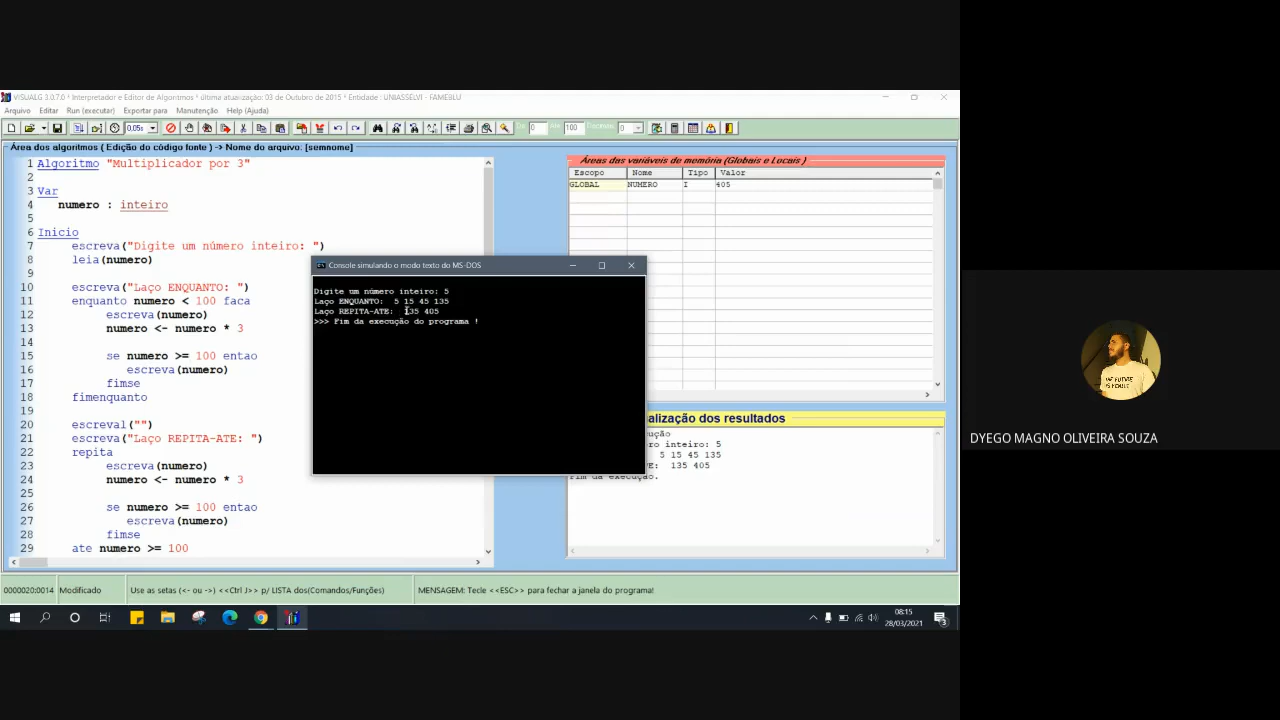 VISUALG 3.0.7.0 * Interpretador e Editor de Algoritmos * última atualização: 03 de Outubro de 2015 * Entidade : UNIASSELVI - FAMEBLU
Arquivo Editar Run (executar) Exportar para Manutenção Help (Ajuda)
0,05s 0 100 0
Área dos algoritmos ( Edição do código fonte ) -> Nome do arquivo: [semnome]
1 Algoritmo "Multiplicador por 3"
2
3 Var
4 numero : inteiro
5
6 Inicio
7 escreva("Digite um número inteiro: ")
8 leia(numero)
9
10 escreva("Laço ENQUANTO: ")
11 enquanto numero < 100 faca
12 escreva(numero)
13 numero <- numero * 3
14
15 se numero >= 100 entao
16 escreva(numero)
17 fimse
18 fimenquanto
19
20 escreval("")
21 escreva("Laço REPITA-ATE: ")
22 repita
23 escreva(numero)
24 numero <- numero * 3
25
26 se numero >= 100 entao
27 escreva(numero)
28 fimse
29 ate numero >= 100
Áreas das variáveis de memória (Globais e Locais )
Escopo Nome Tipo Valor
GLOBAL NUMERO I 405
Console simulando o modo texto do MS-DOS
Digite um número inteiro: 5
Laço ENQUANTO: 5 15 45 135
Laço REPITA-ATE: 135 405
>>> Fim da execução do programa !
alização dos resultados
ução
ro inteiro: 5
5 15 45 135
135 405
Fim da execução.
0000020:0014 Modificado Use as setas (<- ou ->) <<Ctrl J>> p/ LISTA dos(Comandos/Funções) MENSAGEM: Tecle <<ESC>> para fechar a janela do programa!
08:15
28/03/2021
3
DYEGO MAGNO OLIVEIRA SOUZA